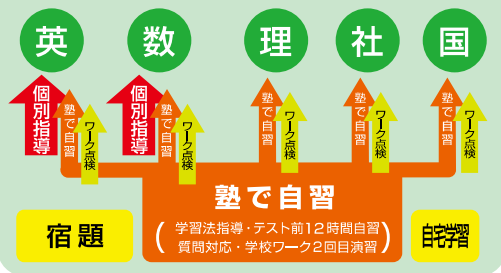 英 数 理 社 国
個別指導 塾で自習 ワーク点検 個別指導 塾で自習 ワーク点検 塾で自習 ワーク点検 塾で自習 ワーク点検 塾で自習 ワーク点検
塾で自習
宿題 (学習法指導・テスト前12時間自習 自宅学習
質問対応・学校ワーク2回目演習)